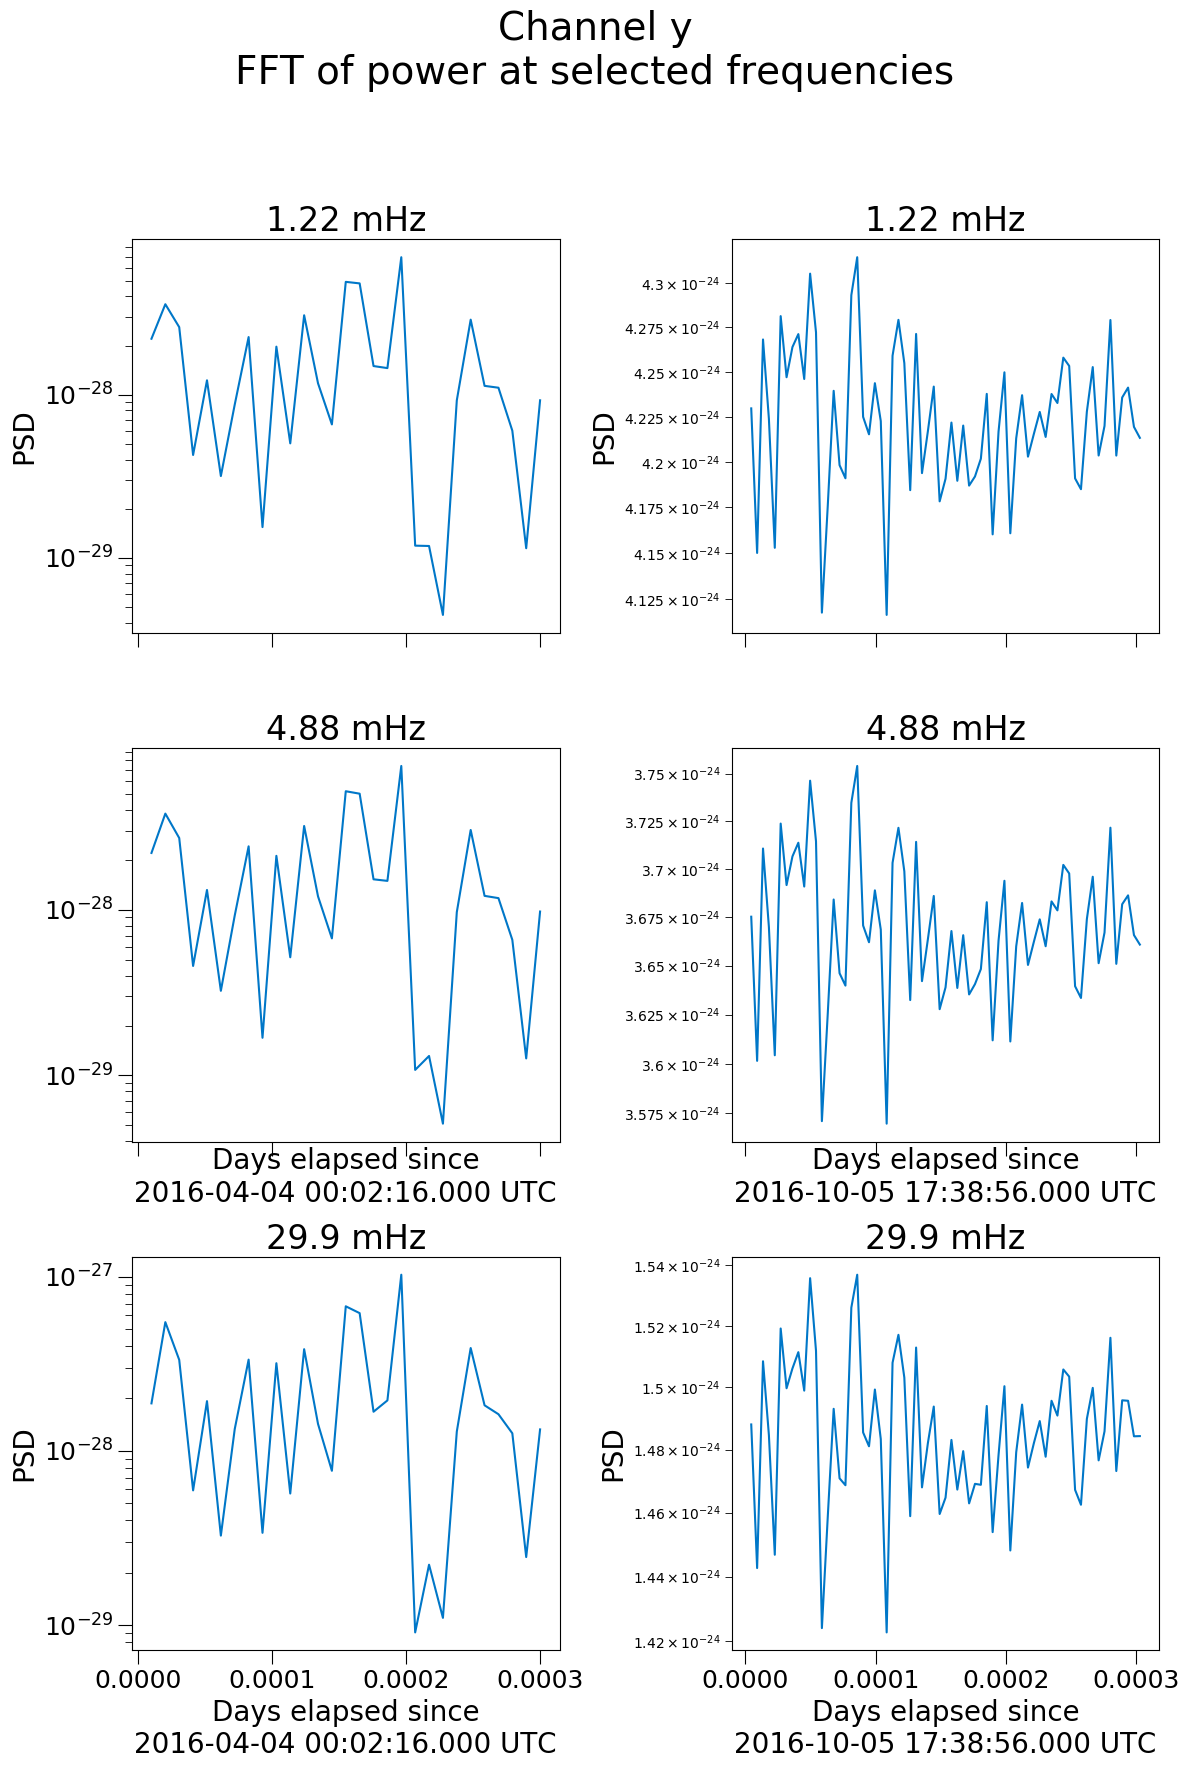 Channel y
FFT of power at selected frequencies
1.22 mHz
PSD
10⁻²⁸
10⁻²⁹
1.22 mHz
PSD
4.3 × 10⁻²⁴
4.275 × 10⁻²⁴
4.25 × 10⁻²⁴
4.225 × 10⁻²⁴
4.2 × 10⁻²⁴
4.175 × 10⁻²⁴
4.15 × 10⁻²⁴
4.125 × 10⁻²⁴
4.88 mHz
10⁻²⁸
10⁻²⁹
Days elapsed since
2016-04-04 00:02:16.000 UTC
4.88 mHz
3.75 × 10⁻²⁴
3.725 × 10⁻²⁴
3.7 × 10⁻²⁴
3.675 × 10⁻²⁴
3.65 × 10⁻²⁴
3.625 × 10⁻²⁴
3.6 × 10⁻²⁴
3.575 × 10⁻²⁴
Days elapsed since
2016-10-05 17:38:56.000 UTC
29.9 mHz
PSD
10⁻²⁷
10⁻²⁸
10⁻²⁹
0.0000 0.0001 0.0002 0.0003
Days elapsed since
2016-04-04 00:02:16.000 UTC
29.9 mHz
PSD
1.54 × 10⁻²⁴
1.52 × 10⁻²⁴
1.5 × 10⁻²⁴
1.48 × 10⁻²⁴
1.46 × 10⁻²⁴
1.44 × 10⁻²⁴
1.42 × 10⁻²⁴
0.0000 0.0001 0.0002 0.0003
Days elapsed since
2016-10-05 17:38:56.000 UTC